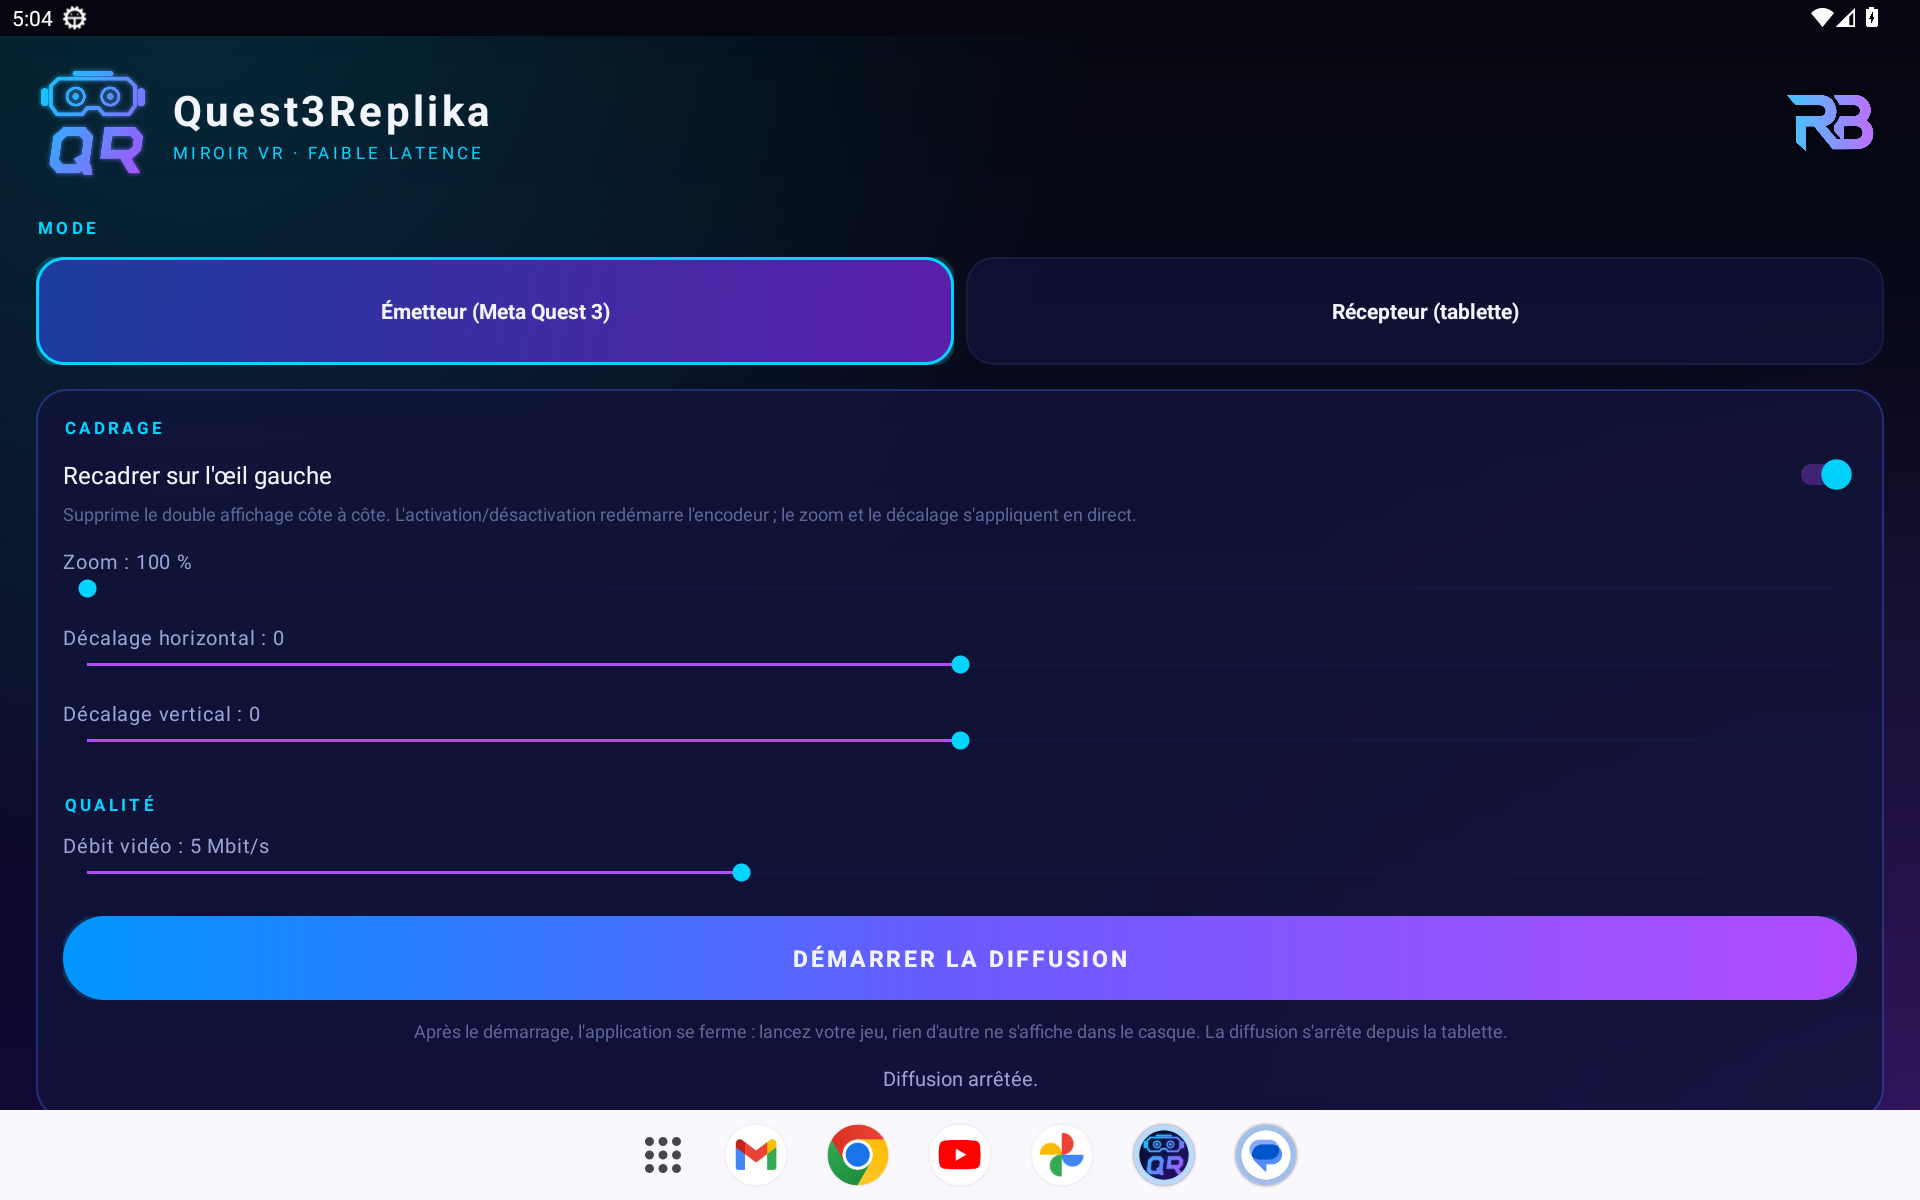 5:04
Quest3Replika
QR
MIROIR VR · FAIBLE LATENCE
RB
MODE
Émetteur (Meta Quest 3)
Récepteur (tablette)
CADRAGE
Recadrer sur l'œil gauche
Supprime le double affichage côte à côte. L'activation/désactivation redémarre l'encodeur ; le zoom et le décalage s'appliquent en direct.
Zoom : 100 %
Décalage horizontal : 0
Décalage vertical : 0
QUALITÉ
Débit vidéo : 5 Mbit/s
DÉMARRER LA DIFFUSION
Après le démarrage, l'application se ferme : lancez votre jeu, rien d'autre ne s'affiche dans le casque. La diffusion s'arrête depuis la tablette.
Diffusion arrêtée.
QR